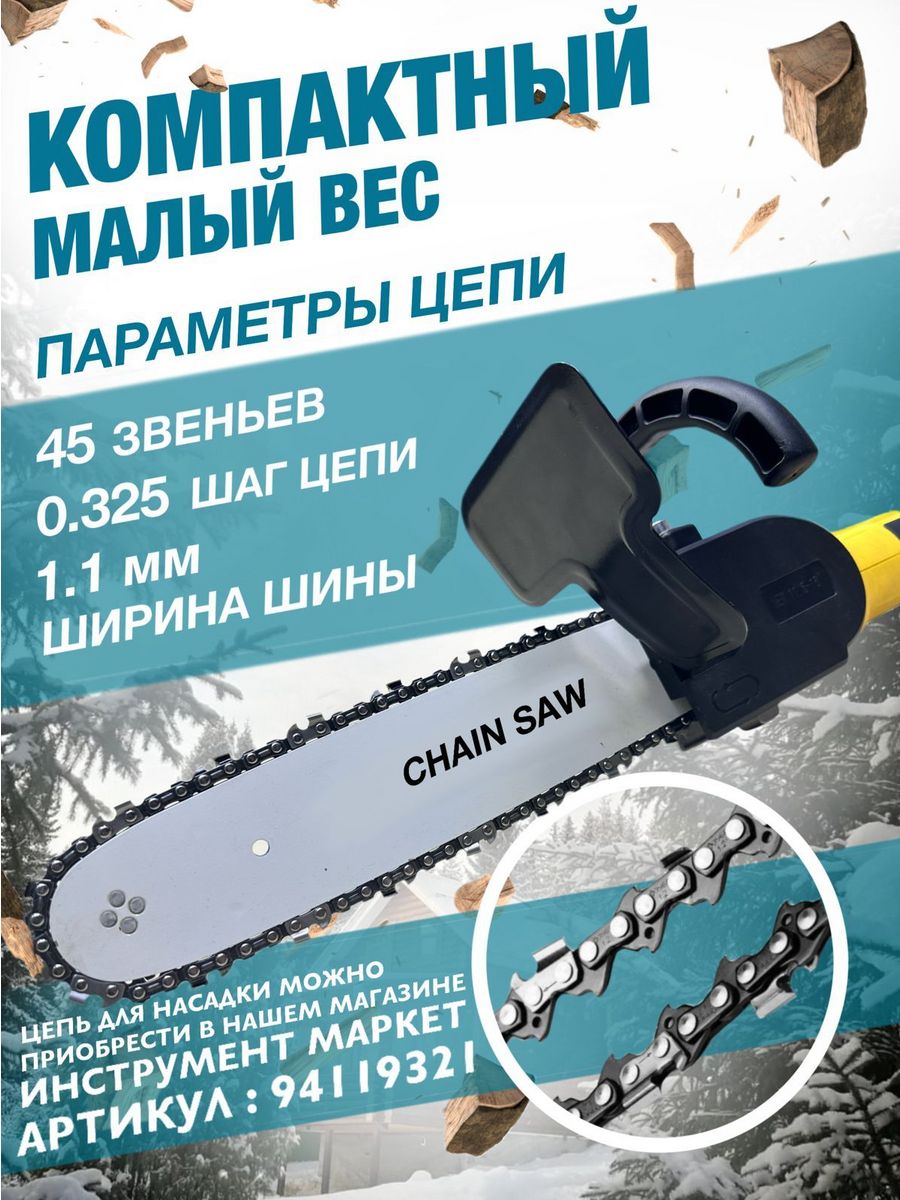 КОМПАКТНЫЙ
МАЛЫЙ ВЕС
ПАРАМЕТРЫ ЦЕПИ
45 ЗВЕНЬЕВ
0.325 ШАГ ЦЕПИ
1.1 мм
ШИРИНА ШИНЫ
CHAIN SAW
ЦЕПЬ ДЛЯ НАСАДКИ МОЖНО
ПРИОБРЕСТИ В НАШЕМ МАГАЗИНЕ
ИНСТРУМЕНТ МАРКЕТ
АРТИКУЛ : 94119321